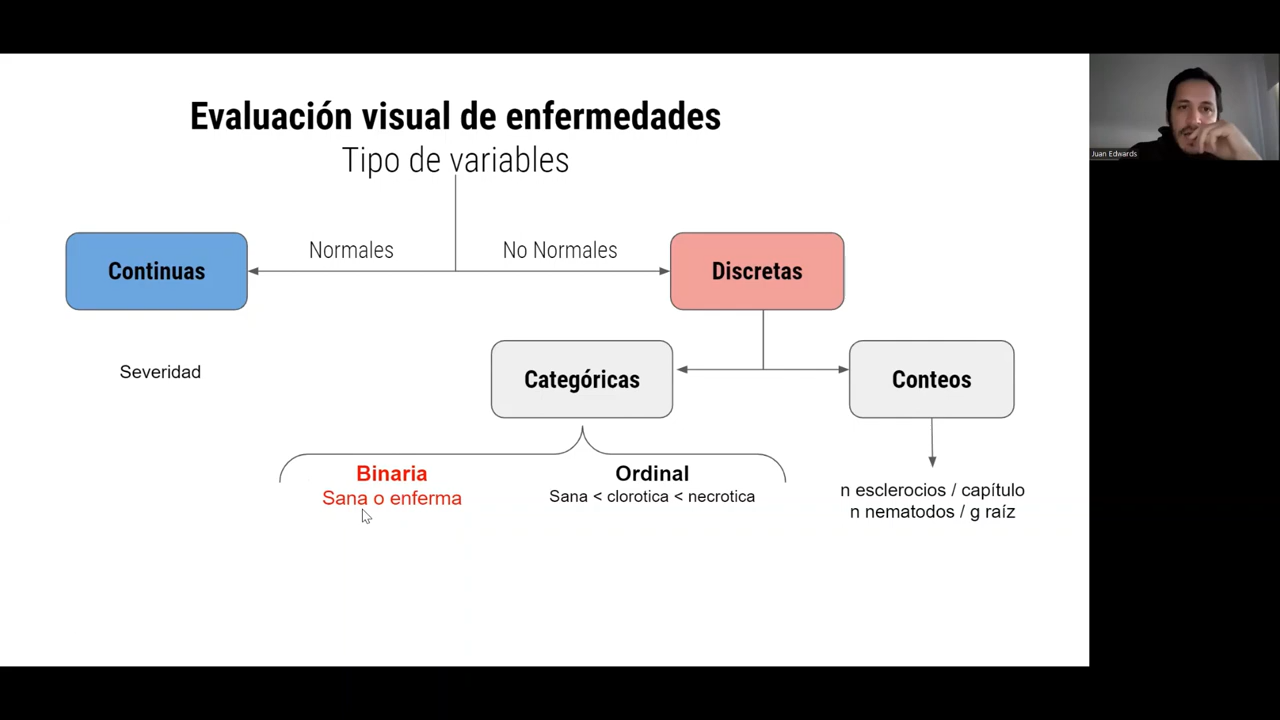 Evaluación visual de enfermedades
Tipo de variables
Normales
No Normales
Continuas
Discretas
Severidad
Categóricas
Conteos
Binaria
Sana o enferma
Ordinal
Sana < clorotica < necrotica
n esclerocios / capítulo
n nematodos / g raíz
Juan Edwards